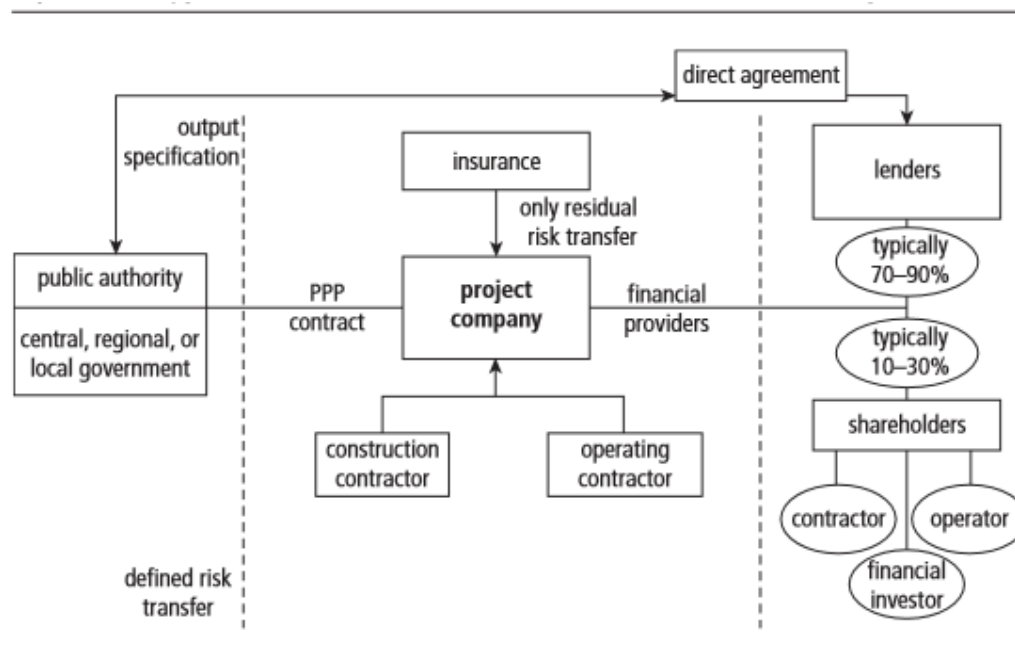 direct agreement
output
specification
insurance
lenders
only residual
risk transfer
typically
70–90%
public authority
PPP
contract
project
company
financial
providers
central, regional, or
local government
typically
10–30%
shareholders
construction
contractor
operating
contractor
contractor
operator
financial
investor
defined risk
transfer